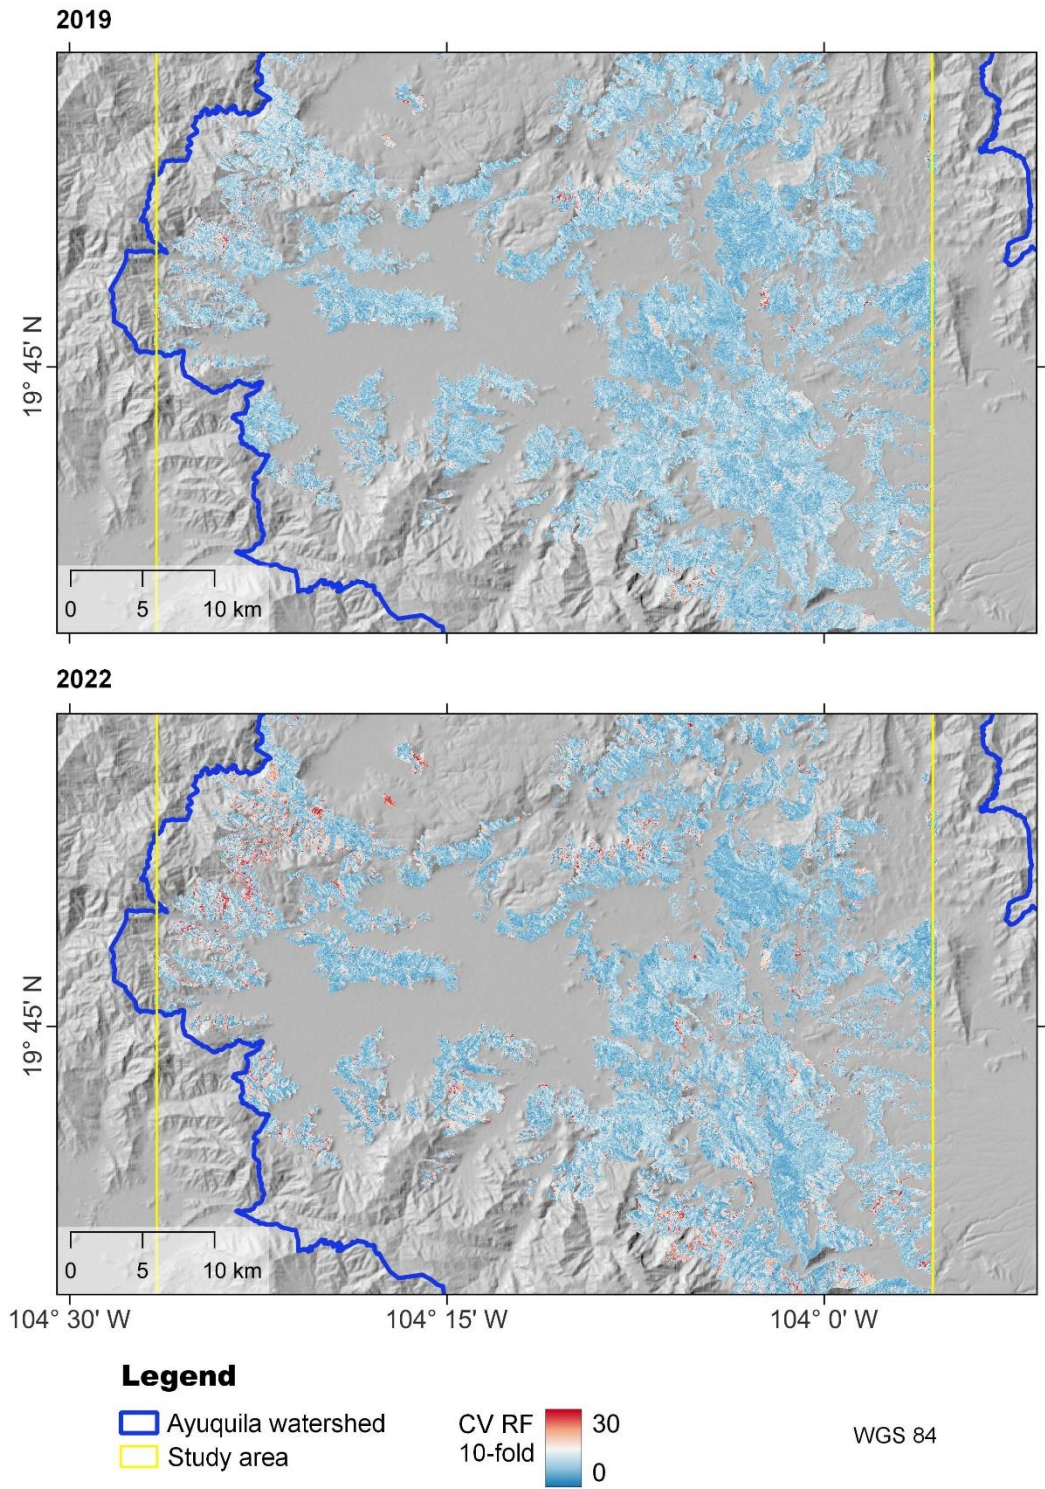 2019
19° 45' N
0 5 10 km
2022
19° 45' N
0 5 10 km
104° 30' W 104° 15' W 104° 0' W
Legend
Ayuquila watershed
Study area
CV RF
10-fold
30
0
WGS 84